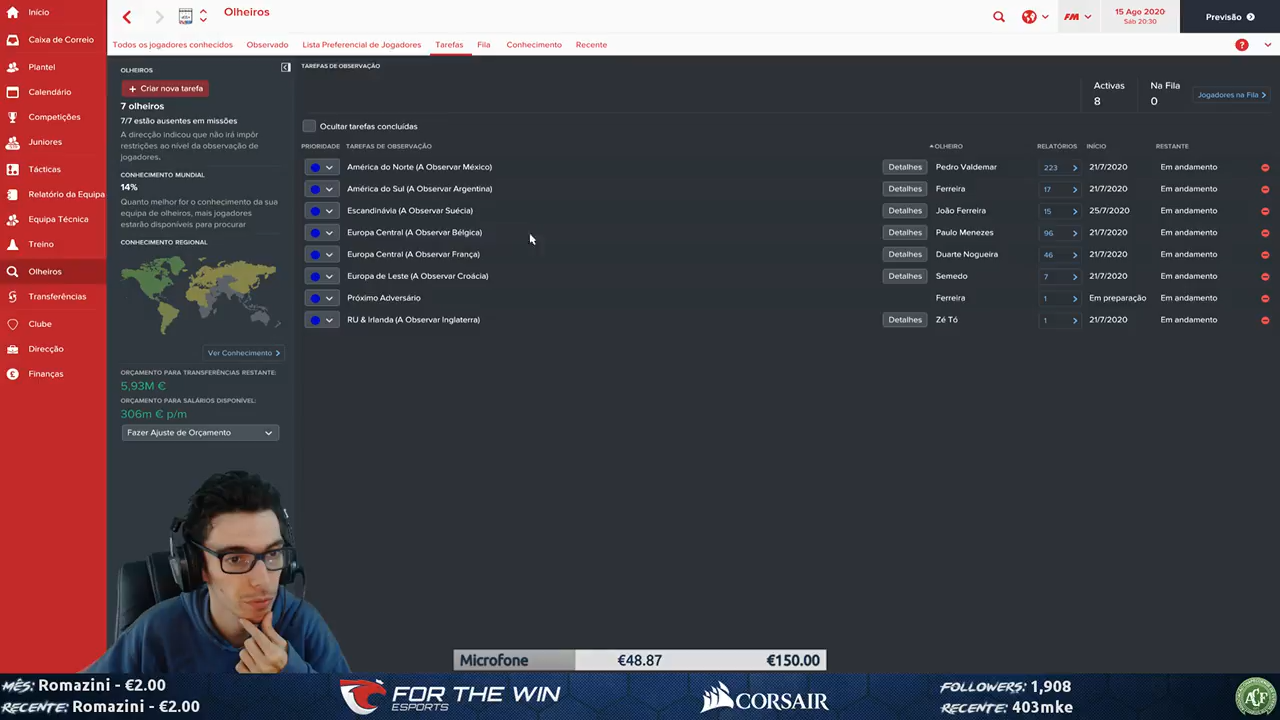 Início
Caixa de Correio
Plantel
Calendário
Competições
Juniores
Tácticas
Relatório da Equipa
Equipa Técnica
Treino
Olheiros
Transferências
Clube
Direcção
Finanças
Olheiros
FM
15 Ago 2020
Sáb 20:30
Previsão
Todos os jogadores conhecidos
Observado
Lista Preferencial de Jogadores
Tarefas
Fila
Conhecimento
Recente
?
OLHEIROS
+ Criar nova tarefa
7 olheiros
7/7 estão ausentes em missões
A direcção indicou que não irá impôr
restrições ao nível da observação de
jogadores.
CONHECIMENTO MUNDIAL
14%
Quanto melhor for o conhecimento da sua
equipa de olheiros, mais jogadores
estarão disponíveis para procurar
CONHECIMENTO REGIONAL
Ver Conhecimento
ORÇAMENTO PARA TRANSFERÊNCIAS RESTANTE:
5,93M €
ORÇAMENTO PARA SALÁRIOS DISPONÍVEL:
306m € p/m
Fazer Ajuste de Orçamento
TAREFAS DE OBSERVAÇÃO
Activas
8
Na Fila
0
Jogadores na Fila
Ocultar tarefas concluídas
PRIORIDADE TAREFAS DE OBSERVAÇÃO OLHEIRO RELATÓRIOS INÍCIO RESTANTE
América do Norte (A Observar México) Detalhes Pedro Valdemar 223 21/7/2020 Em andamento
América do Sul (A Observar Argentina) Detalhes Ferreira 17 21/7/2020 Em andamento
Escandinávia (A Observar Suécia) Detalhes João Ferreira 15 25/7/2020 Em andamento
Europa Central (A Observar Bélgica) Detalhes Paulo Menezes 96 21/7/2020 Em andamento
Europa Central (A Observar França) Detalhes Duarte Nogueira 46 21/7/2020 Em andamento
Europa de Leste (A Observar Croácia) Detalhes Semedo 7 21/7/2020 Em andamento
Próximo Adversário Ferreira 1 Em preparação Em andamento
RU & Irlanda (A Observar Inglaterra) Detalhes Zé Tó 1 21/7/2020 Em andamento
Microfone €48.87 €150.00
MÊS: Romazini - €2.00
RECENTE: Romazini - €2.00
FOR THE WIN
ESPORTS
CORSAIR
FOLLOWERS: 1,908
RECENTE: 403mke
ACF